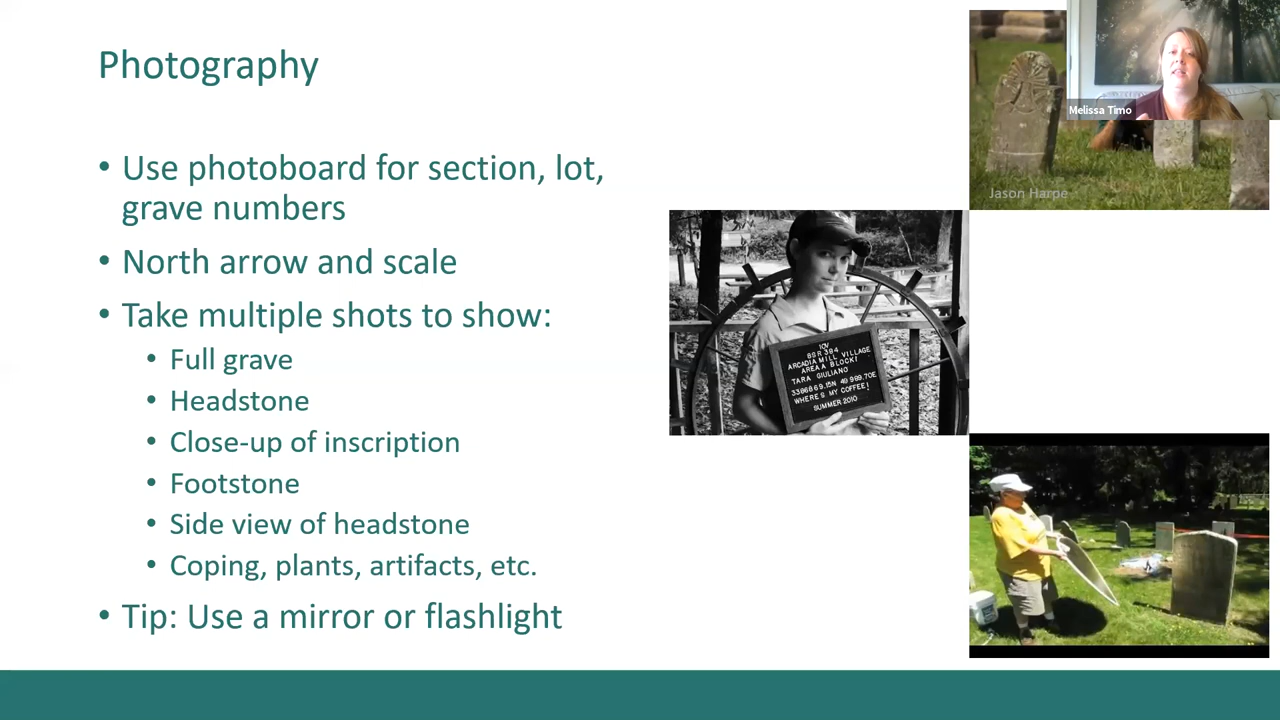 Photography
• Use photoboard for section, lot,
grave numbers
• North arrow and scale
• Take multiple shots to show:
• Full grave
• Headstone
• Close-up of inscription
• Footstone
• Side view of headstone
• Coping, plants, artifacts, etc.
• Tip: Use a mirror or flashlight
Melissa Timo
Jason Harpe
8SR384
ARCADIA MILL VILLAGE
AREA A BLOCK1
TARA GIULIANO
WHERE'S MY COFFEE!
SUMMER 2010